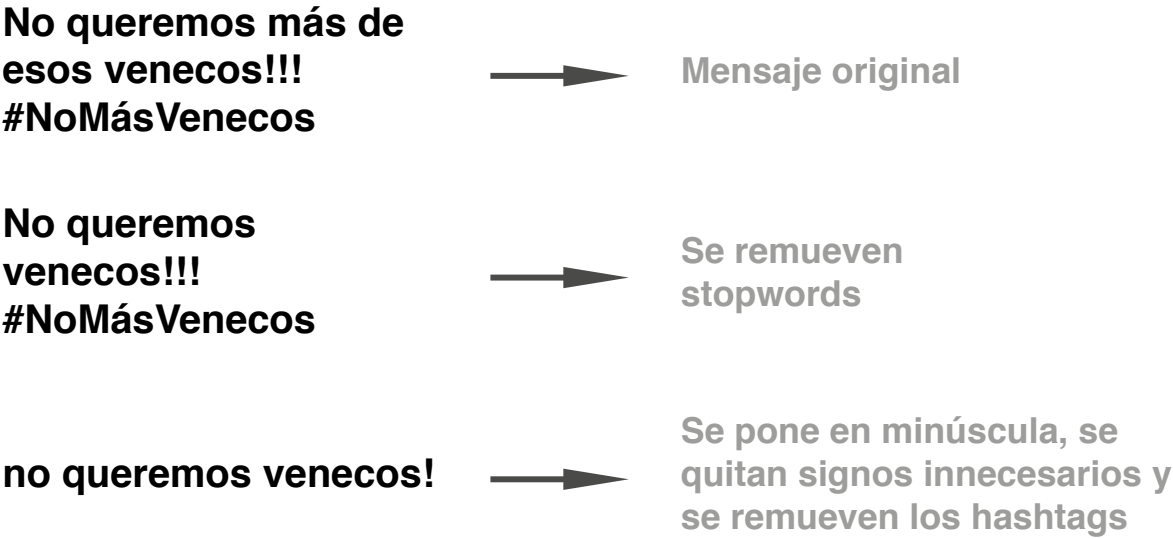 No queremos más de
esos venecos!!!
#NoMásVenecos
Mensaje original
No queremos
venecos!!!
#NoMásVenecos
Se remueven
stopwords
no queremos venecos!
Se pone en minúscula, se
quitan signos innecesarios y
se remueven los hashtags